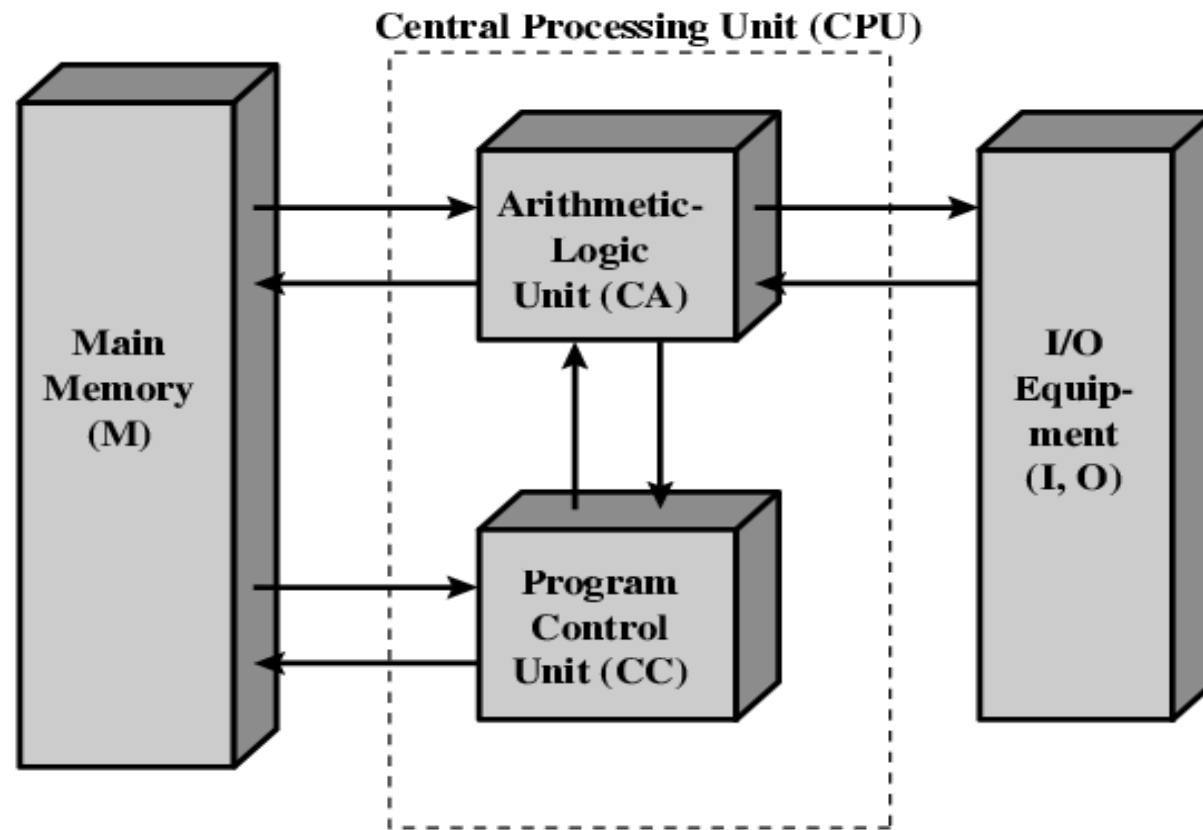 Central Processing Unit (CPU)
Main
Memory
(M)
Arithmetic-
Logic
Unit (CA)
Program
Control
Unit (CC)
I/O
Equip-
ment
(I, O)